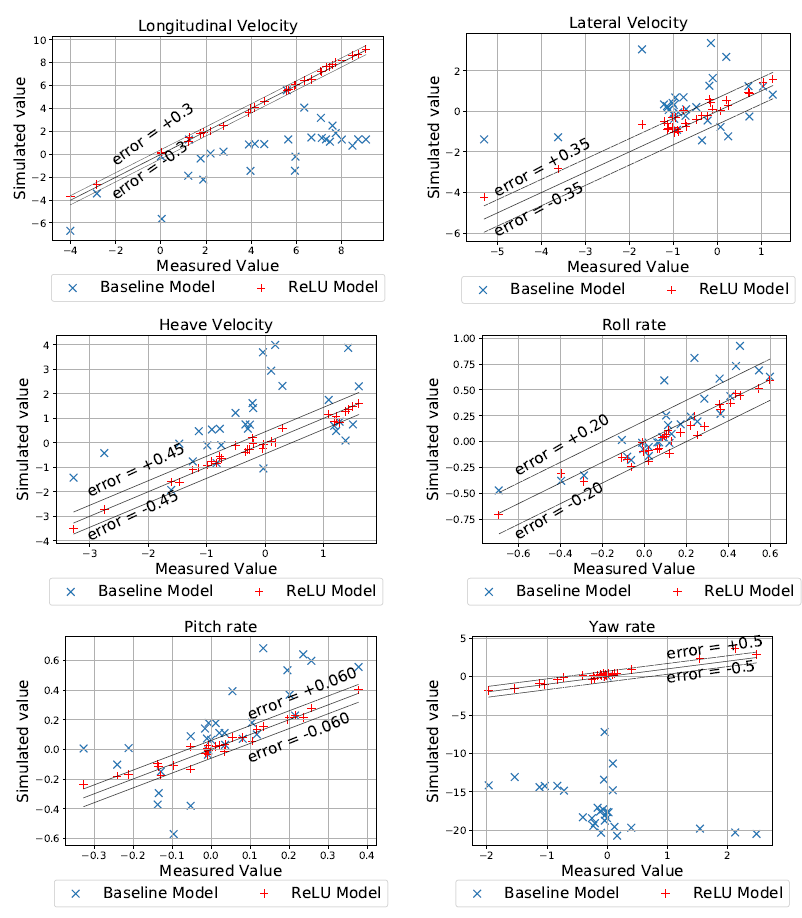 Longitudinal Velocity
10
8
6
4
2
0
−2
−4
−6
Simulated value
error = +0.3
error = -0.3
−4 −2 0 2 4 6 8
Measured Value
Baseline Model ReLU Model
Lateral Velocity
2
0
−2
−4
−6
Simulated value
error = +0.35
error = -0.35
−5 −4 −3 −2 −1 0 1
Measured Value
Baseline Model ReLU Model
Heave Velocity
4
3
2
1
0
−1
−2
−3
−4
Simulated value
error = +0.45
error = -0.45
−3 −2 −1 0 1
Measured Value
Baseline Model ReLU Model
Roll rate
1.00
0.75
0.50
0.25
0.00
−0.25
−0.50
−0.75
Simulated value
error = +0.20
error = -0.20
−0.6 −0.4 −0.2 0.0 0.2 0.4 0.6
Measured Value
Baseline Model ReLU Model
Pitch rate
0.6
0.4
0.2
0.0
−0.2
−0.4
−0.6
Simulated value
error = +0.060
error = -0.060
−0.3 −0.2 −0.1 0.0 0.1 0.2 0.3 0.4
Measured Value
Baseline Model ReLU Model
Yaw rate
5
0
−5
−10
−15
−20
Simulated value
error = +0.5
error = -0.5
−2 −1 0 1 2
Measured Value
Baseline Model ReLU Model